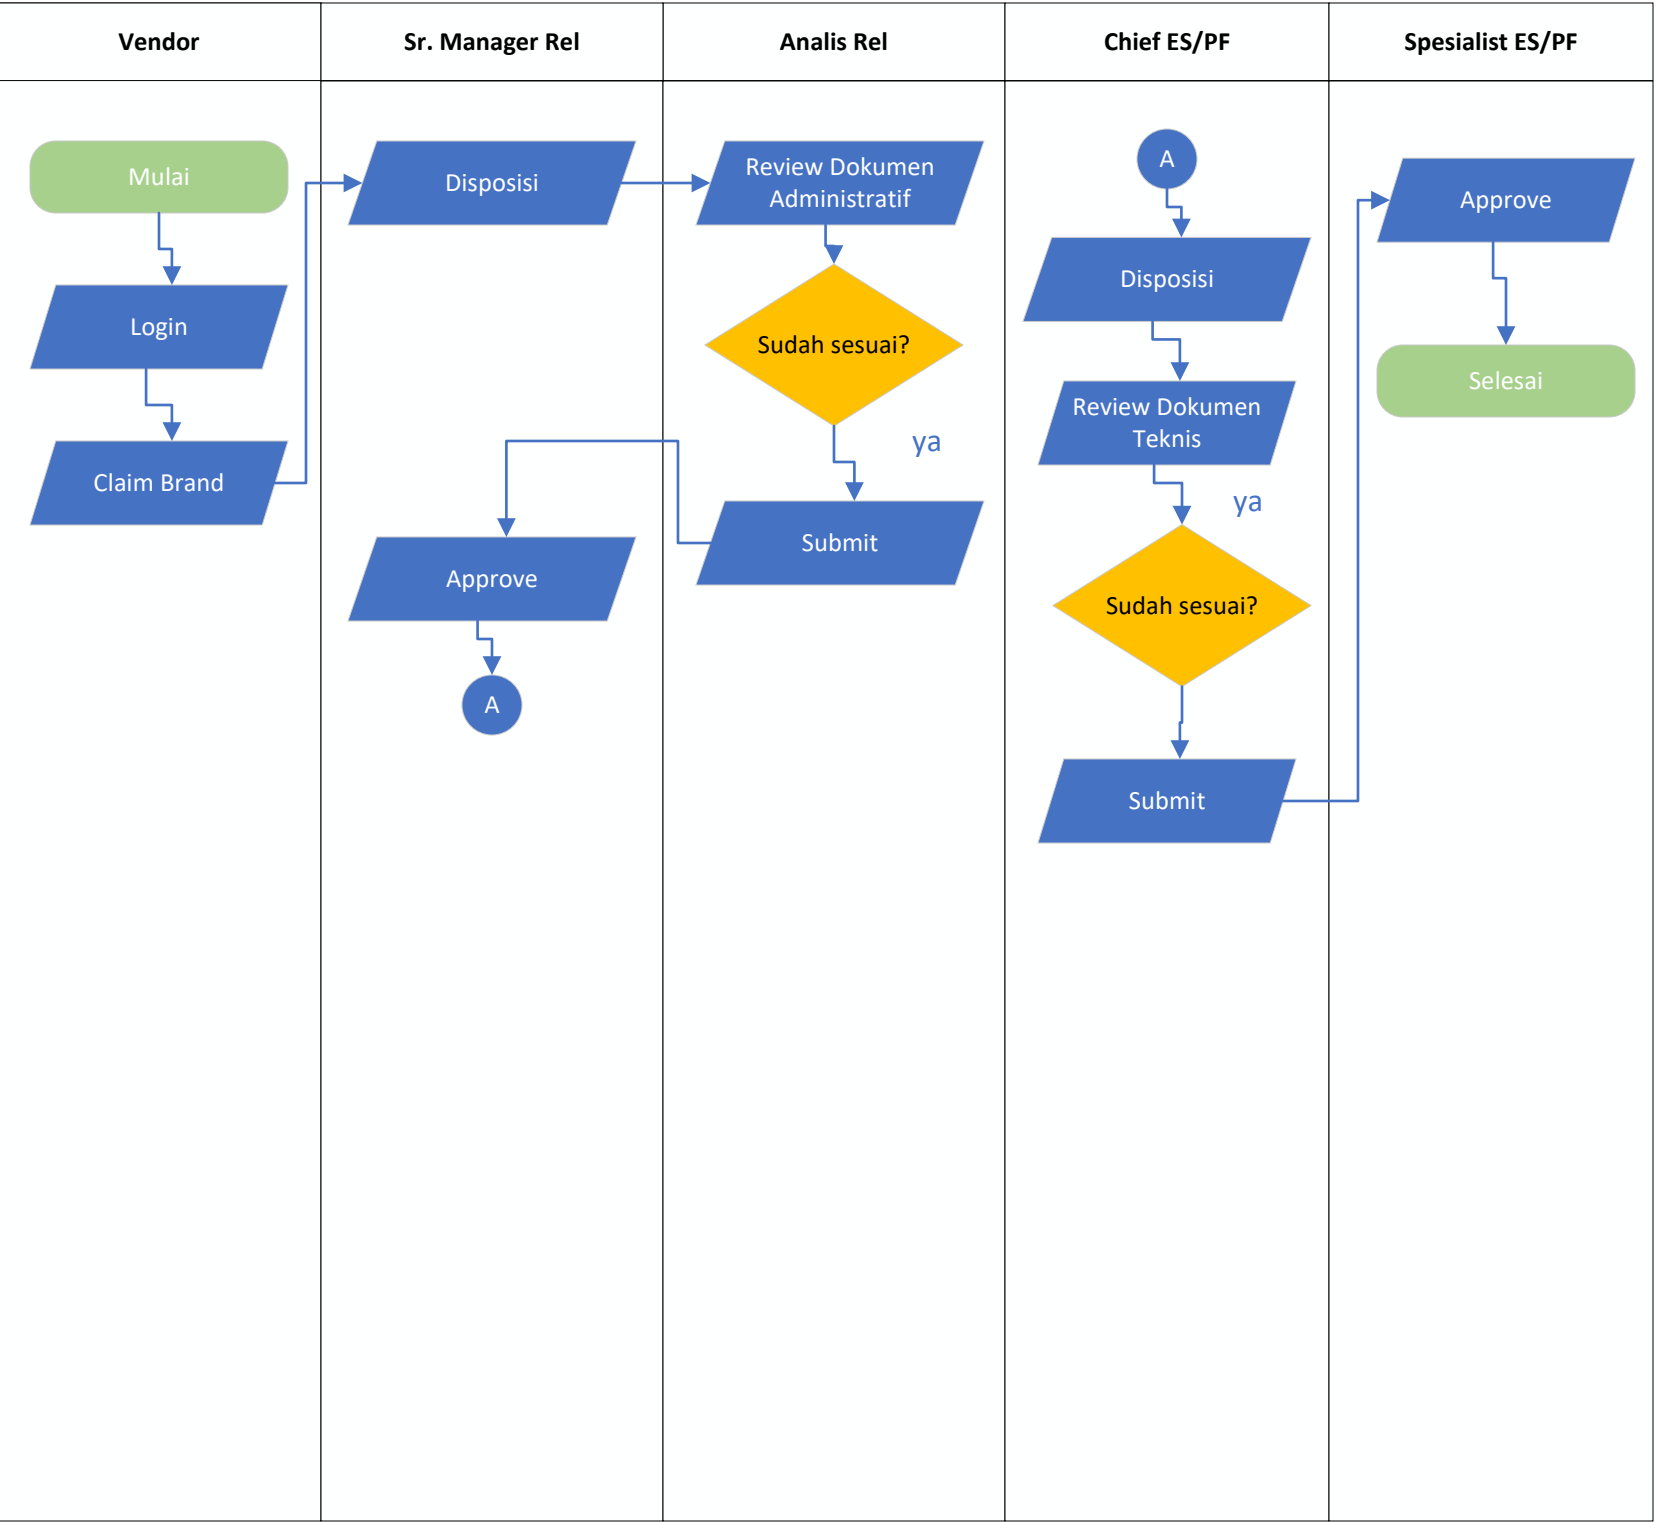 Vendor
Sr. Manager Rel
Analis Rel
Chief ES/PF
Spesialist ES/PF
Mulai
Login
Claim Brand
Disposisi
Approve
A
Review Dokumen
Administratif
Sudah sesuai?
ya
Submit
A
Disposisi
Review Dokumen
Teknis
ya
Sudah sesuai?
Submit
Approve
Selesai